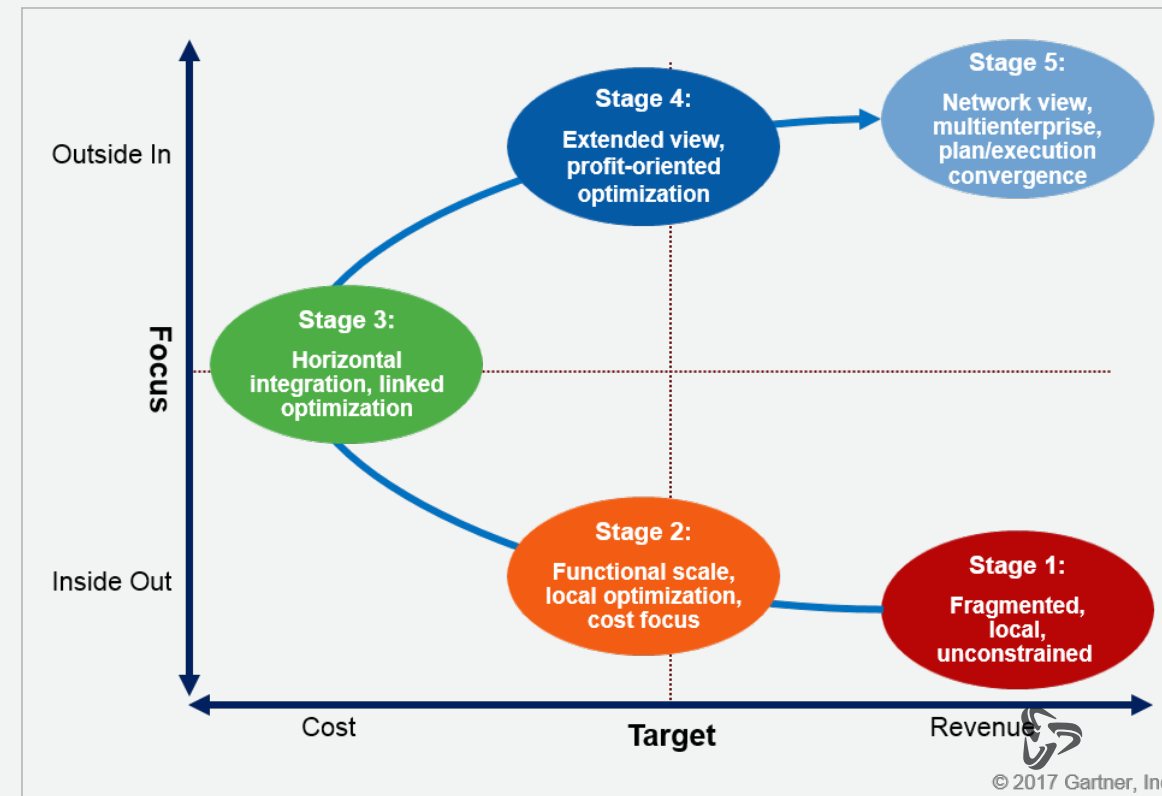 Stage 5:
Network view,
multienterprise,
plan/execution
convergence
Stage 4:
Extended view,
profit-oriented
optimization
Outside In
Stage 3:
Horizontal
integration, linked
optimization
Focus
Stage 2:
Functional scale,
local optimization,
cost focus
Stage 1:
Fragmented,
local,
unconstrained
Inside Out
Cost
Target
Revenue
© 2017 Gartner, Inc